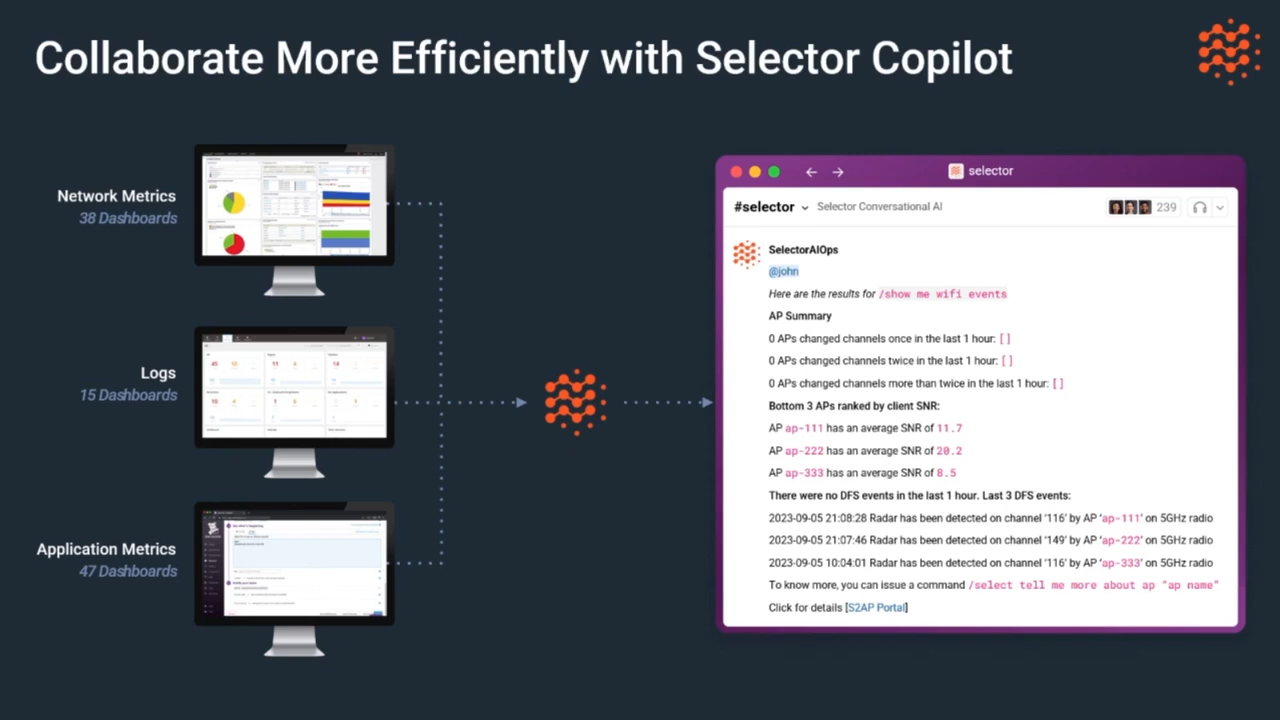 Collaborate More Efficiently with Selector Copilot
Network Metrics
38 Dashboards
Logs
15 Dashboards
Application Metrics
47 Dashboards
selector
#selector
Selector Conversational AI
239
SelectorAIOps
@john
Here are the results for /show me wifi events
AP Summary
0 APs changed channels once in the last 1 hour: [ ]
0 APs changed channels twice in the last 1 hour: [ ]
0 APs changed channels more than twice in the last 1 hour: [ ]
Bottom 3 APs ranked by client SNR:
AP ap-111 has an average SNR of 11.7
AP ap-222 has an average SNR of 20.2
AP ap-333 has an average SNR of 8.5
There were no DFS events in the last 1 hour. Last 3 DFS events:
2023-09-05 21:08:28 Radar has been detected on channel '116' by AP 'ap-111' on 5GHz radio
2023-09-05 21:07:46 Radar has been detected on channel '149' by AP 'ap-222' on 5GHz radio
2023-09-05 10:04:01 Radar has been detected on channel '116' by AP 'ap-333' on 5GHz radio
To know more, you can issue a command /select tell me more about ap "ap name"
Click for details [S2AP Portal]